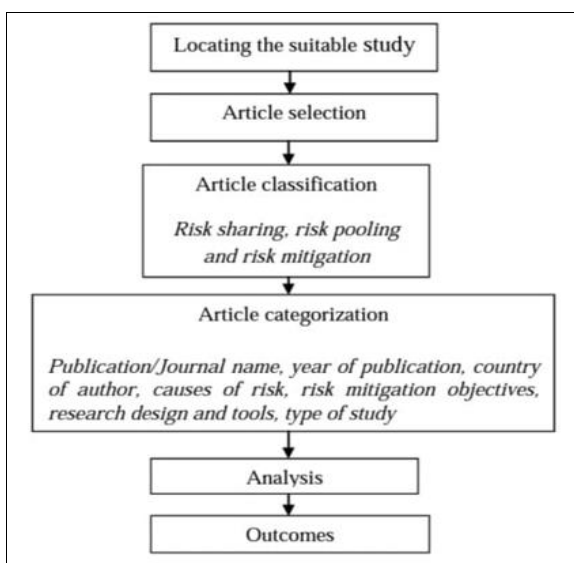 Locating the suitable study
Article selection
Article classification
Risk sharing, risk pooling
and risk mitigation
Article categorization
Publication/Journal name, year of publication, country
of author, causes of risk, risk mitigation objectives,
research design and tools, type of study
Analysis
Outcomes